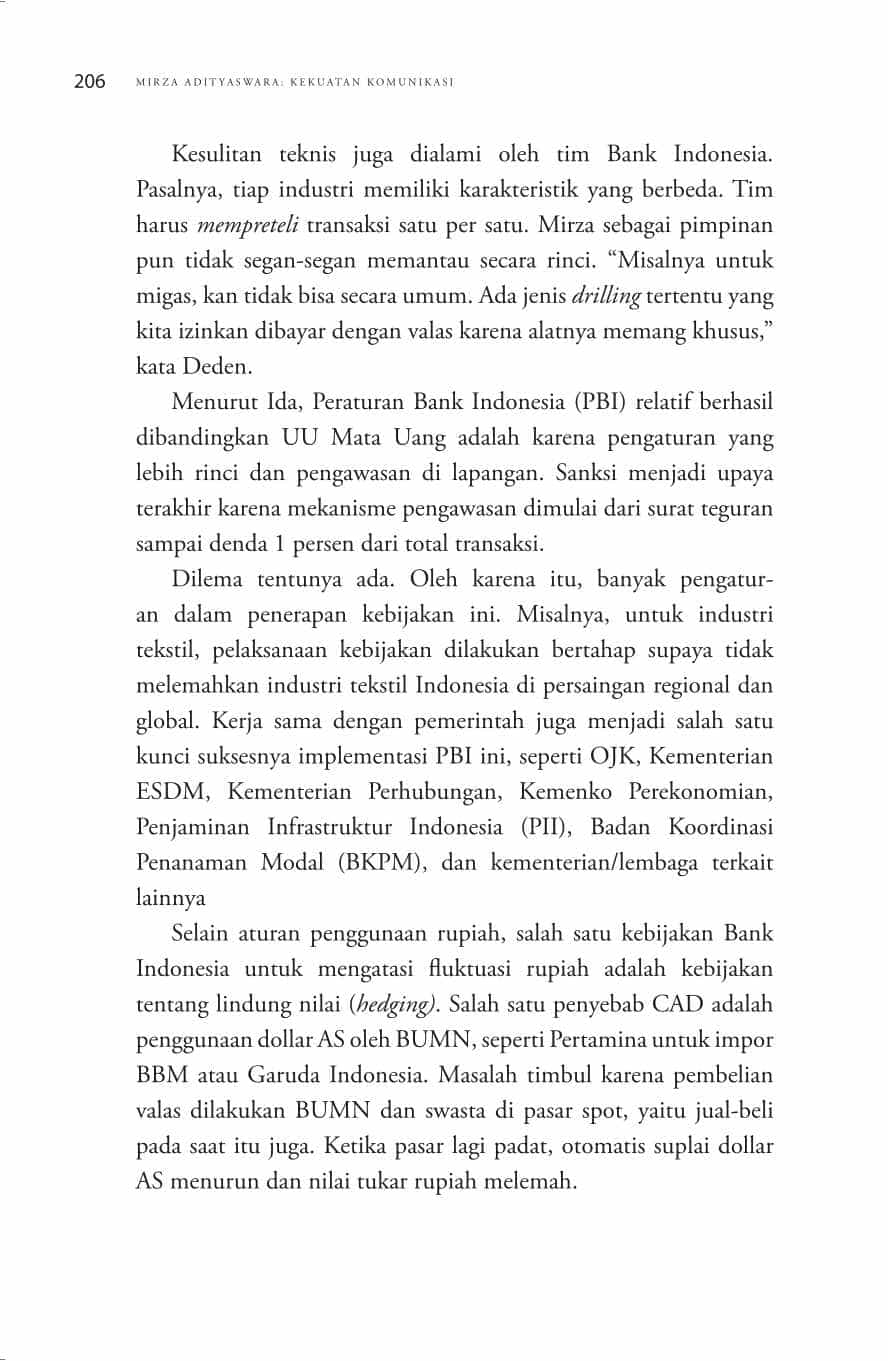 206 MIRZA ADITYASWARA: KEKUATAN KOMUNIKASI
Kesulitan teknis juga dialami oleh tim Bank Indonesia.
Pasalnya, tiap industri memiliki karakteristik yang berbeda. Tim
harus mempreteli transaksi satu per satu. Mirza sebagai pimpinan
pun tidak segan-segan memantau secara rinci. “Misalnya untuk
migas, kan tidak bisa secara umum. Ada jenis drilling tertentu yang
kita izinkan dibayar dengan valas karena alatnya memang khusus,”
kata Deden.
Menurut Ida, Peraturan Bank Indonesia (PBI) relatif berhasil
dibandingkan UU Mata Uang adalah karena pengaturan yang
lebih rinci dan pengawasan di lapangan. Sanksi menjadi upaya
terakhir karena mekanisme pengawasan dimulai dari surat teguran
sampai denda 1 persen dari total transaksi.
Dilema tentunya ada. Oleh karena itu, banyak pengatur-
an dalam penerapan kebijakan ini. Misalnya, untuk industri
tekstil, pelaksanaan kebijakan dilakukan bertahap supaya tidak
melemahkan industri tekstil Indonesia di persaingan regional dan
global. Kerja sama dengan pemerintah juga menjadi salah satu
kunci suksesnya implementasi PBI ini, seperti OJK, Kementerian
ESDM, Kementerian Perhubungan, Kemenko Perekonomian,
Penjaminan Infrastruktur Indonesia (PII), Badan Koordinasi
Penanaman Modal (BKPM), dan kementerian/lembaga terkait
lainnya
Selain aturan penggunaan rupiah, salah satu kebijakan Bank
Indonesia untuk mengatasi fluktuasi rupiah adalah kebijakan
tentang lindung nilai (hedging). Salah satu penyebab CAD adalah
penggunaan dollar AS oleh BUMN, seperti Pertamina untuk impor
BBM atau Garuda Indonesia. Masalah timbul karena pembelian
valas dilakukan BUMN dan swasta di pasar spot, yaitu jual-beli
pada saat itu juga. Ketika pasar lagi padat, otomatis suplai dollar
AS menurun dan nilai tukar rupiah melemah.